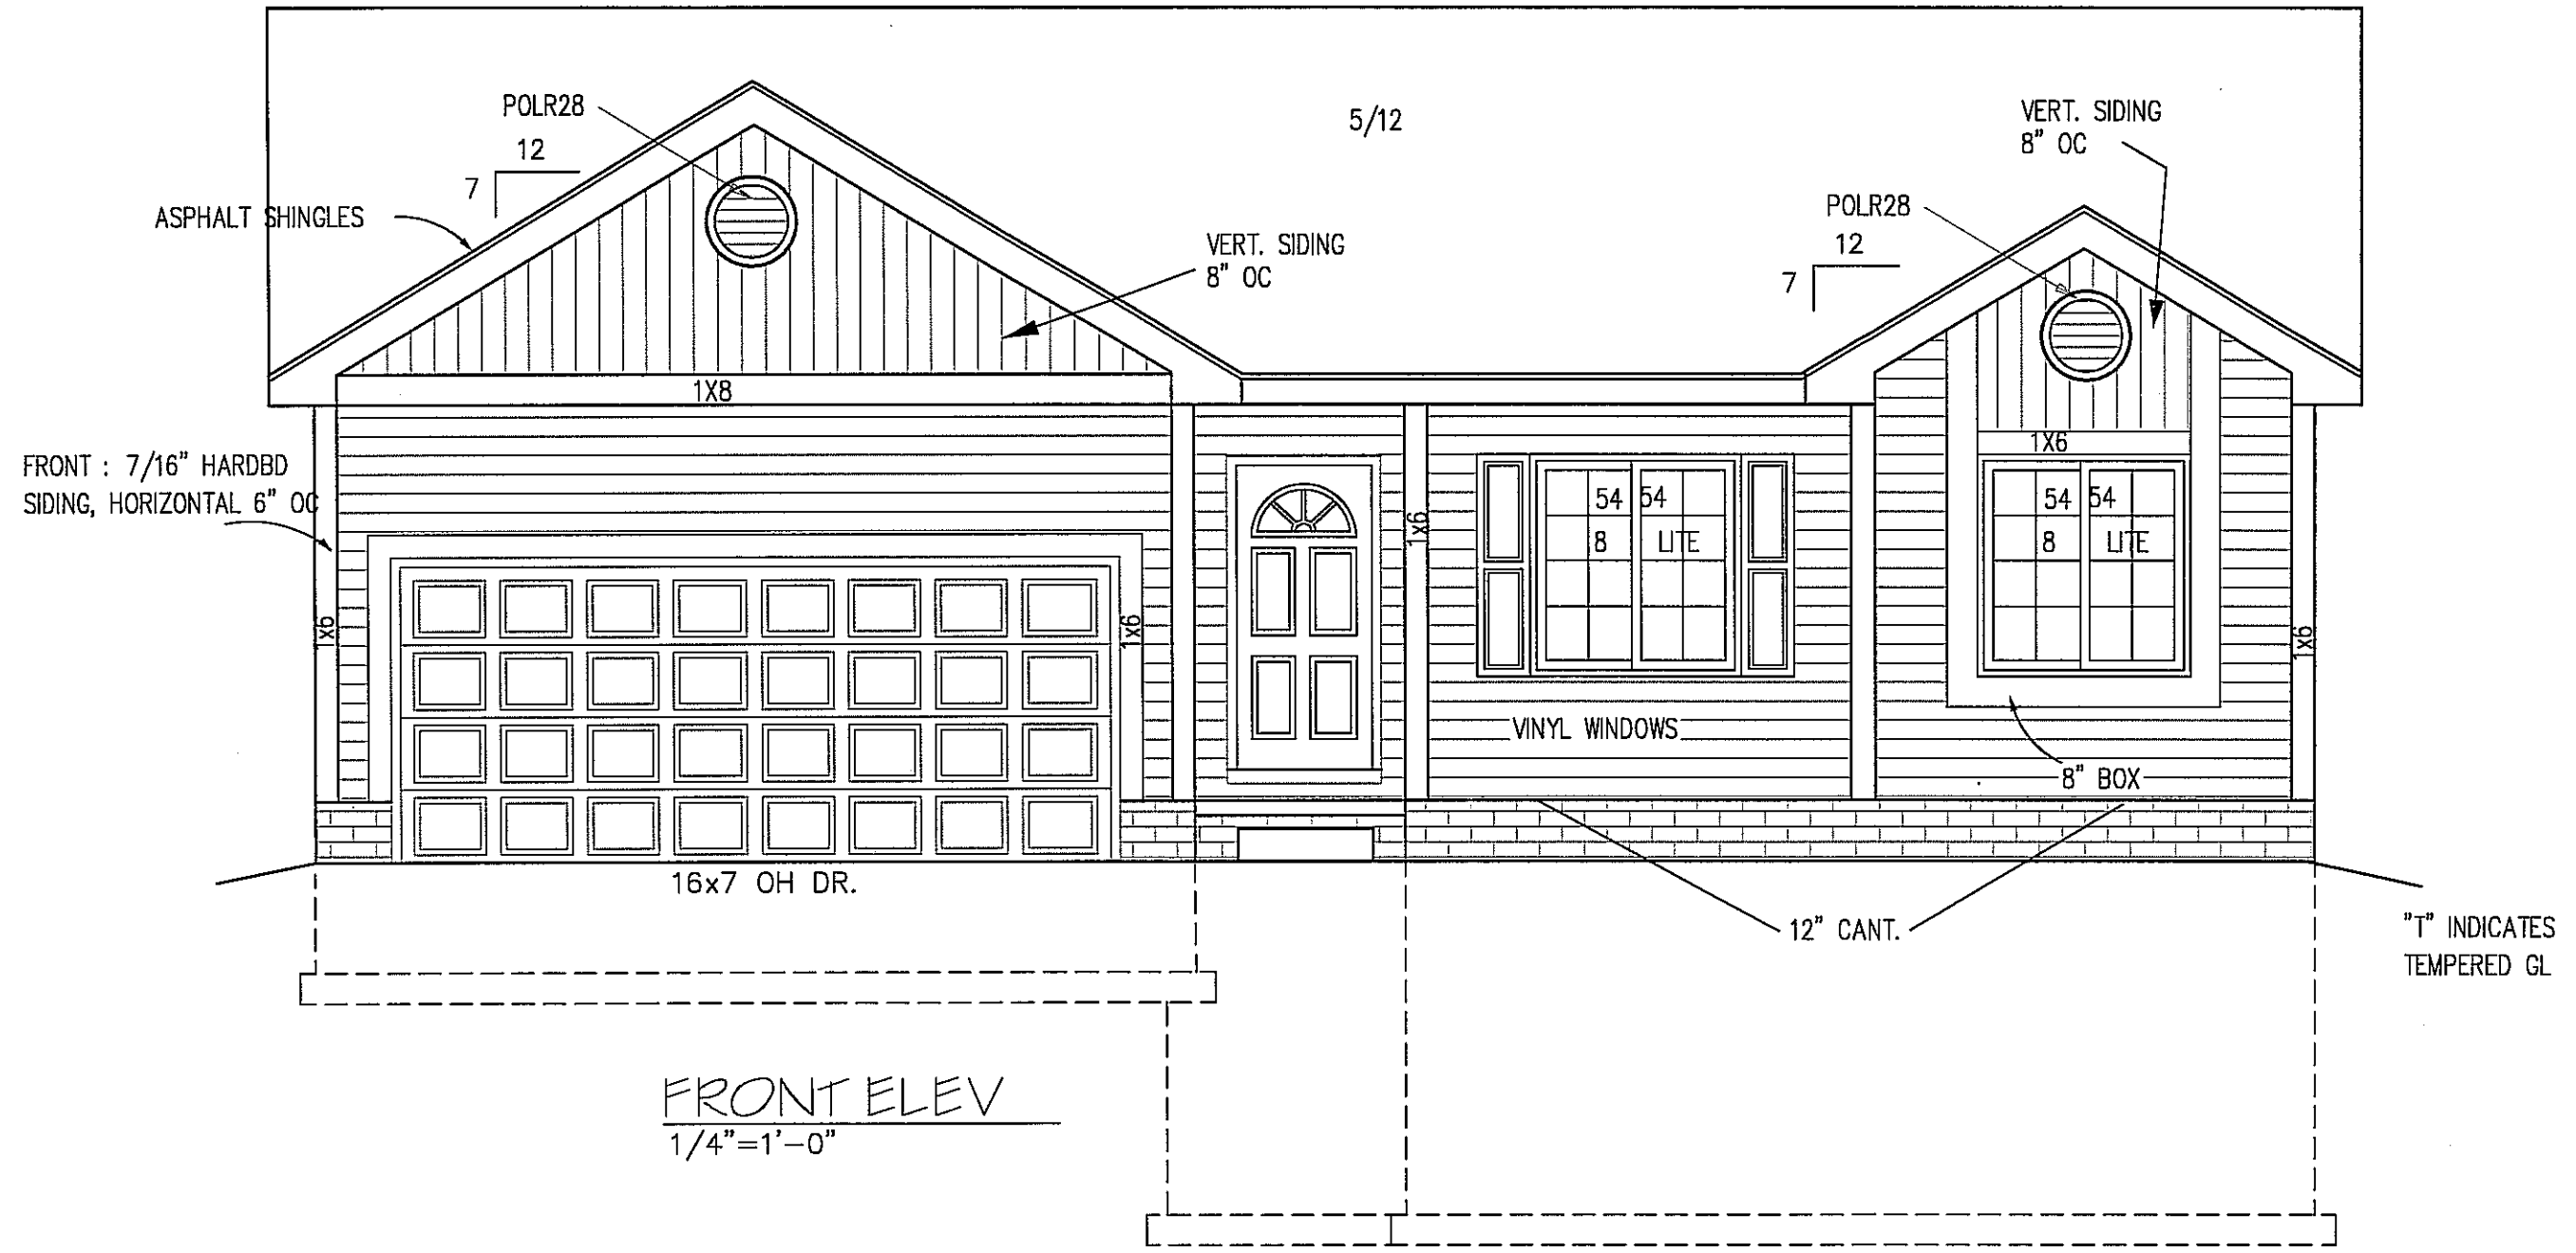 POLR28
5/12
VERT. SIDING
8" OC
12
7
ASPHALT SHINGLES
POLR28
12
7
VERT. SIDING
8" OC
1X8
FRONT : 7/16" HARDBD
SIDING, HORIZONTAL 6" OC
1X6
54 54
8 LITE
54 54
8 LITE
1x6
1x6
1x6
1x6
VINYL WINDOWS
8" BOX
16x7 OH DR.
12" CANT.
"T" INDICATES
TEMPERED GL
FRONT ELEV
1/4"=1'-0"